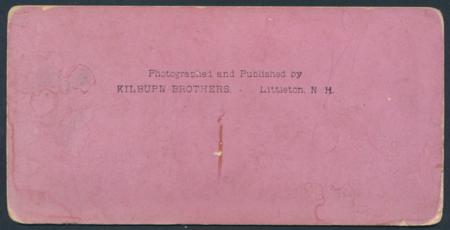 Photographed and Published by
KILBURN BROTHERS. - Littleton, N. H.